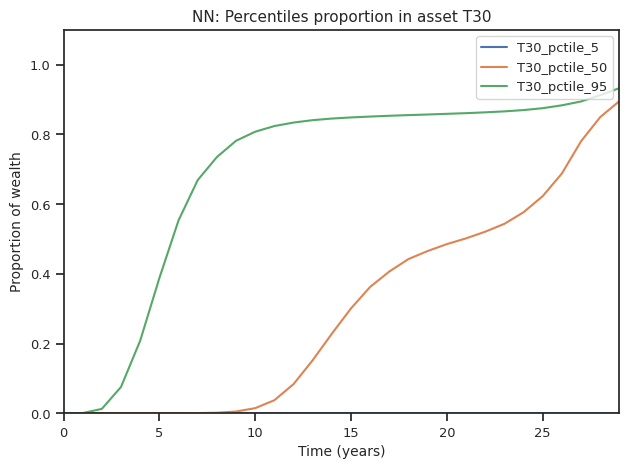 NN: Percentiles proportion in asset T30
T30_pctile_5
T30_pctile_50
T30_pctile_95
Proportion of wealth
1.0
0.8
0.6
0.4
0.2
0.0
0 5 10 15 20 25
Time (years)